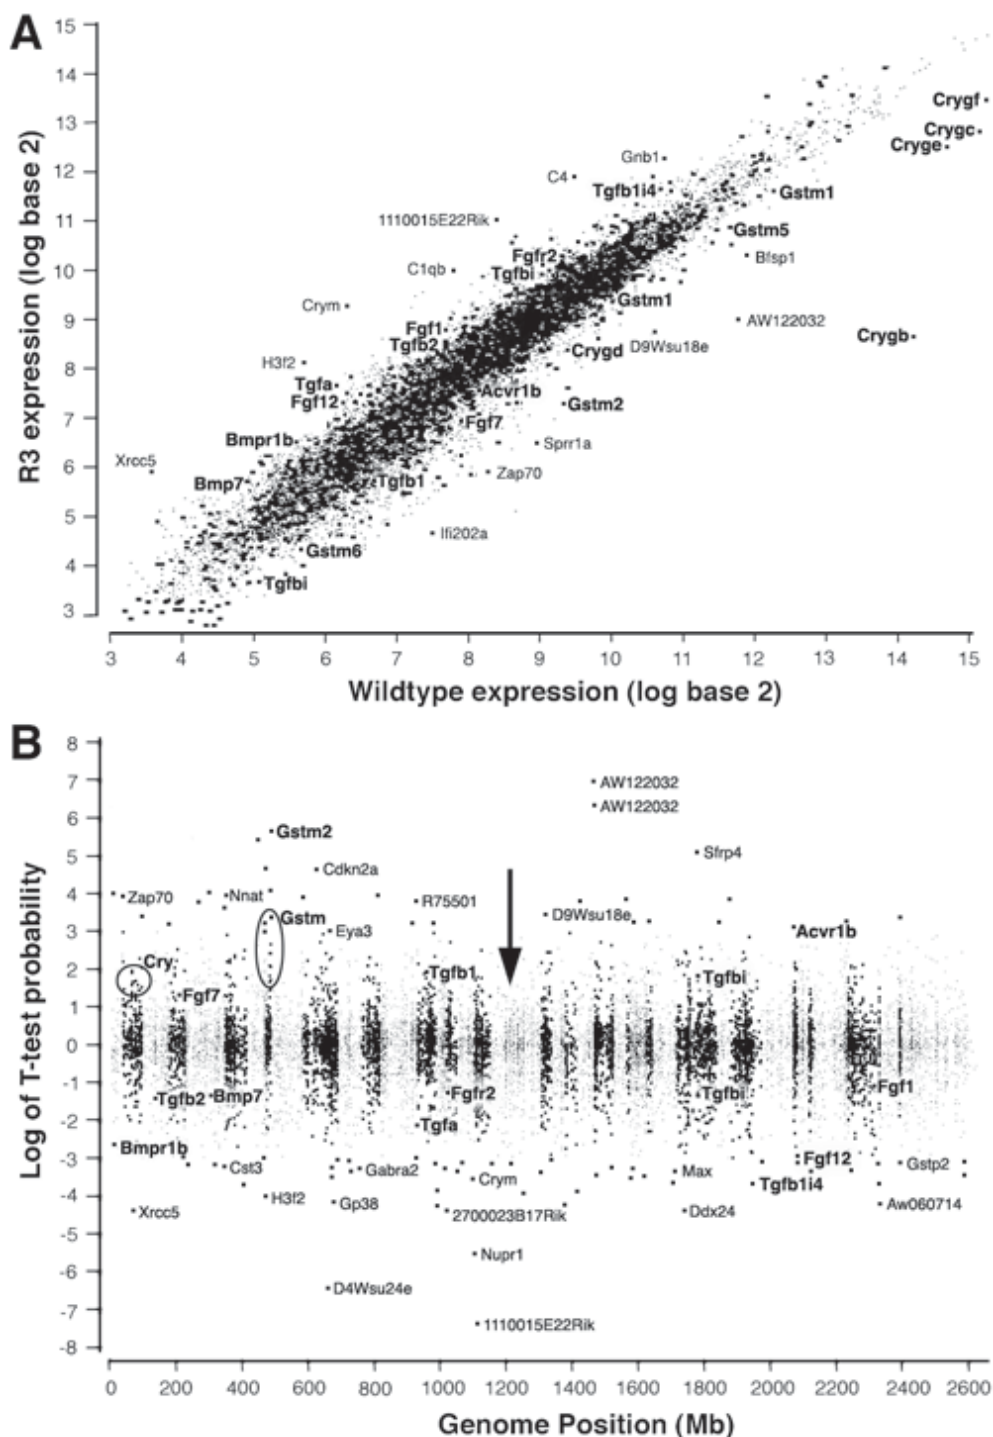 A
15
14
13
12
11
10
9
8
7
6
5
4
3
R3 expression (log base 2)
Crygf
Crygc
Cryge
Gnb1
C4
Tgfb1i4
Gstm1
1110015E22Rik
Gstm5
Fgfr2
Bfsp1
C1qb
Tgfbi
Crym
Gstm1
Fgf1
AW122032
Tgfb2
Crygd
D9Wsu18e
Crygb
H3f2
Tgfa
Acvr1b
Fgf12
Gstm2
Fgf7
Bmpr1b
Sprr1a
Xrcc5
Zap70
Bmp7
Tgfb1
Ifi202a
Gstm6
Tgfbi
3 4 5 6 7 8 9 10 11 12 13 14 15
Wildtype expression (log base 2)
B
8
7
6
5
4
3
2
1
0
-1
-2
-3
-4
-5
-6
-7
-8
Log of T-test probability
AW122032
AW122032
Gstm2
Sfrp4
Cdkn2a
Zap70
Nnat
R75501
Gstm
D9Wsu18e
Eya3
Acvr1b
Cry
Tgfb1
Tgfbi
Fgf7
Tgfb2
Bmp7
Fgfr2
Tgfbi
Fgf1
Tgfa
Bmpr1b
Cst3
Gabra2
Crym
Max
Fgf12
Gstp2
Tgfb1i4
Xrcc5
H3f2
Gp38
2700023B17Rik
Ddx24
Aw060714
Nupr1
D4Wsu24e
1110015E22Rik
0 200 400 600 800 1000 1200 1400 1600 1800 2000 2200 2400 2600
Genome Position (Mb)